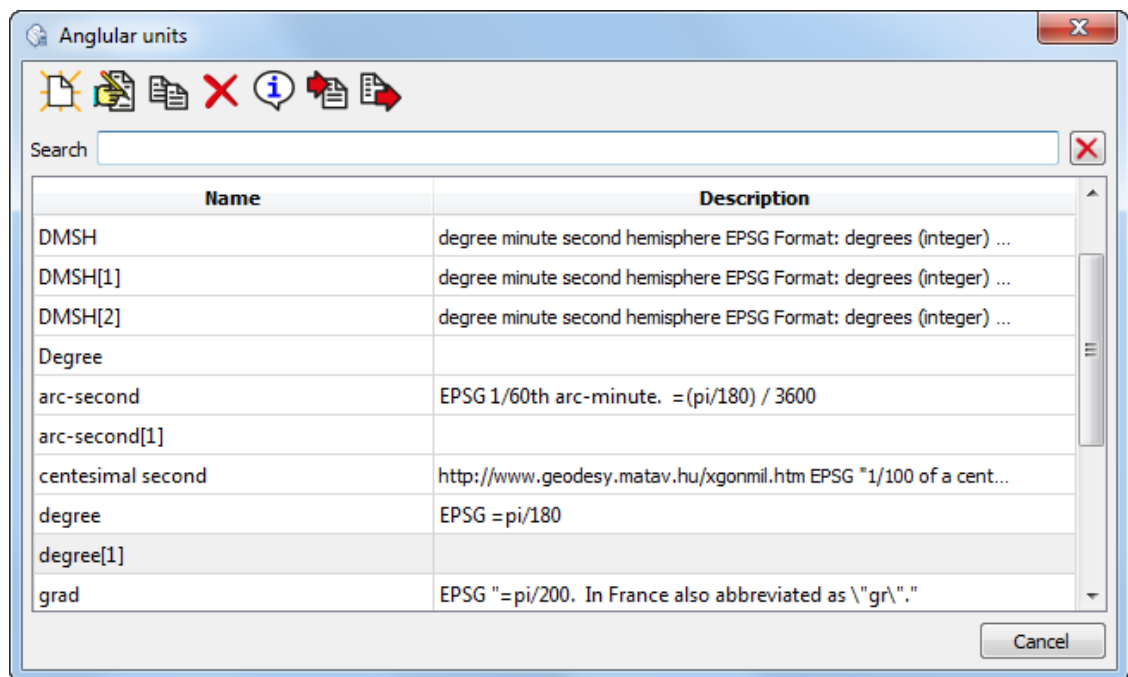 Anglular units
Search
Name Description
DMSH degree minute second hemisphere EPSG Format: degrees (integer) ...
DMSH[1] degree minute second hemisphere EPSG Format: degrees (integer) ...
DMSH[2] degree minute second hemisphere EPSG Format: degrees (integer) ...
Degree
arc-second EPSG 1/60th arc-minute. =(pi/180) / 3600
arc-second[1]
centesimal second http://www.geodesy.matav.hu/xgonmil.htm EPSG "1/100 of a cent...
degree EPSG =pi/180
degree[1]
grad EPSG "=pi/200. In France also abbreviated as \"gr\"."
Cancel